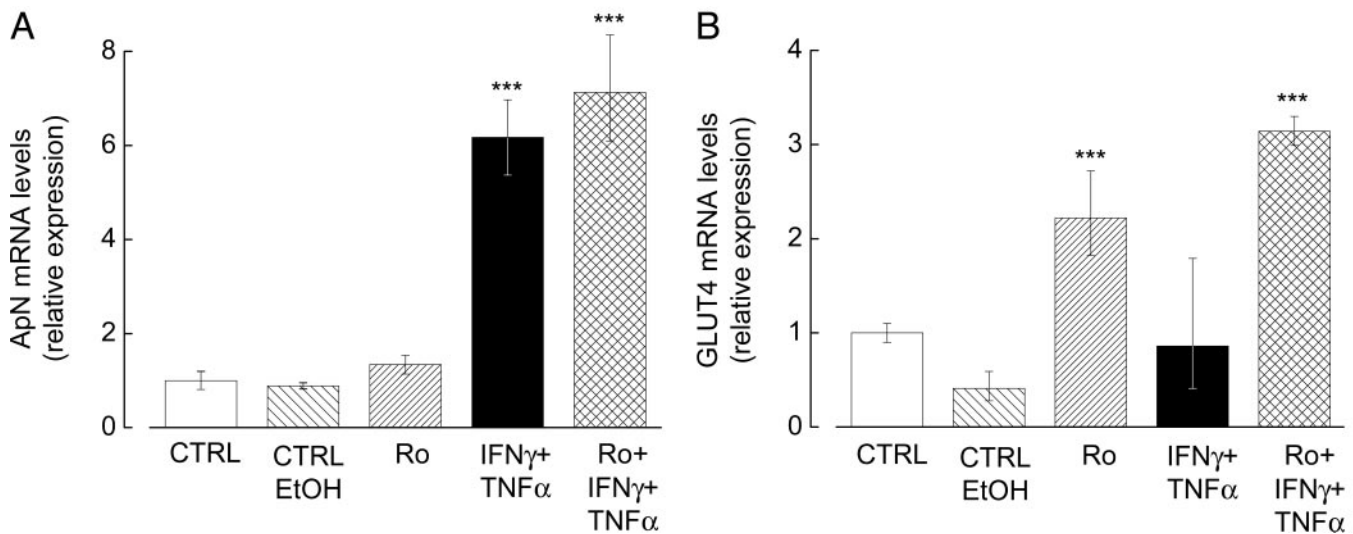 A
ApN mRNA levels
(relative expression)
8
6
4
2
0
***
***
CTRL
CTRL
EtOH
Ro
IFNγ+
TNFα
Ro+
IFNγ+
TNFα
B
GLUT4 mRNA levels
(relative expression)
4
3
2
1
0
***
***
CTRL
CTRL
EtOH
Ro
IFNγ+
TNFα
Ro+
IFNγ+
TNFα